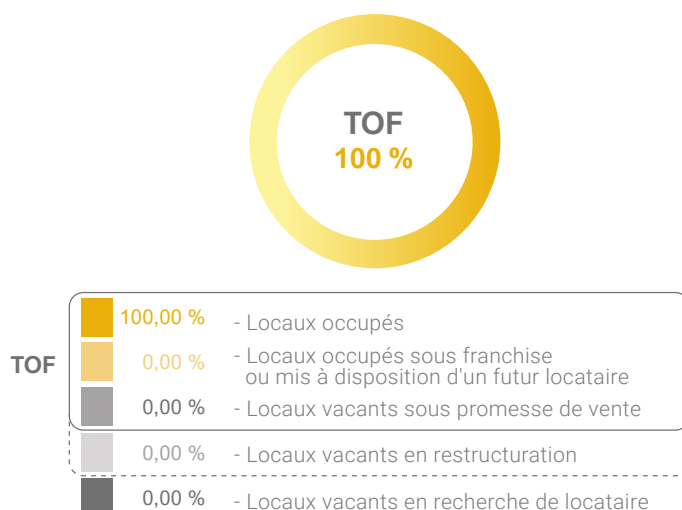 TOF
100 %
100,00 % - Locaux occupés
TOF
0,00 % - Locaux occupés sous franchise
ou mis à disposition d'un futur locataire
0,00 % - Locaux vacants sous promesse de vente
0,00 % - Locaux vacants en restructuration
0,00 % - Locaux vacants en recherche de locataire